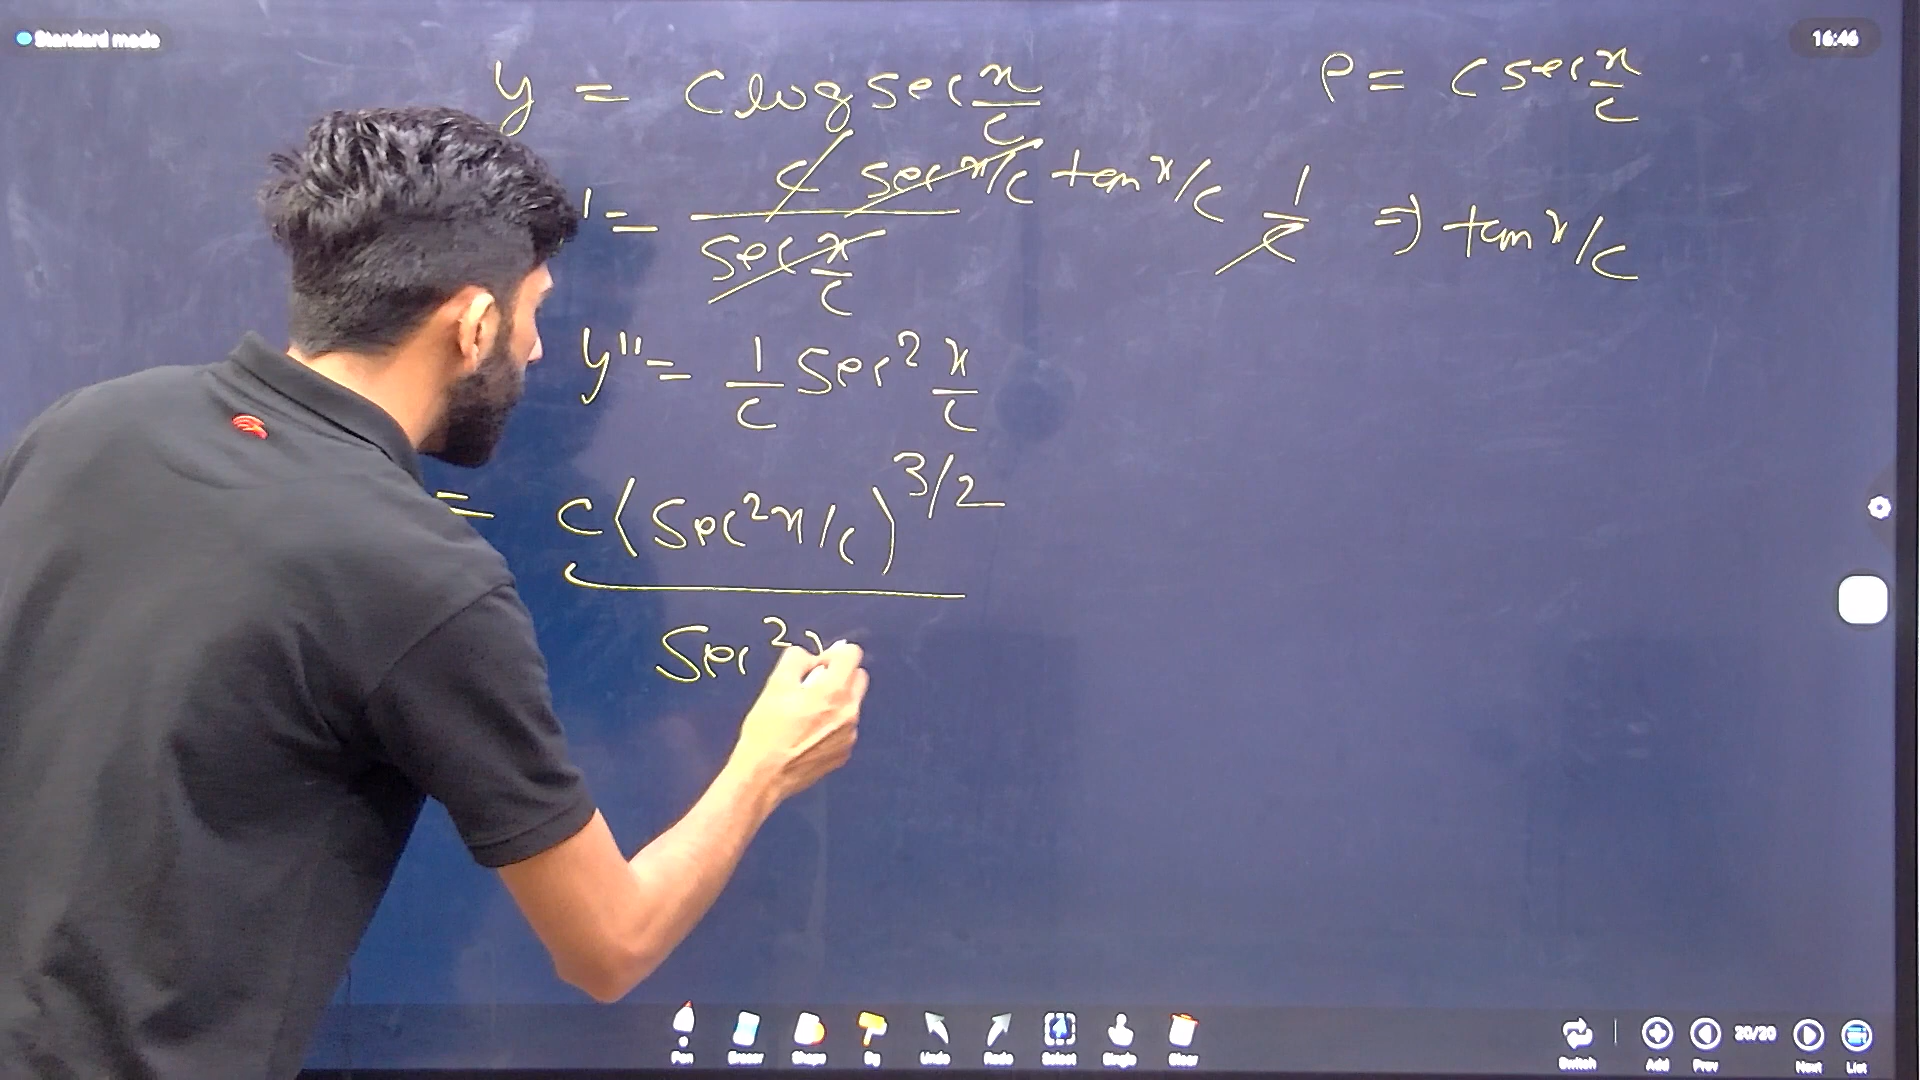 Standard mode
16:46
y = c log sec x/c
ρ = c sec x/c
' = c sec x/c tan x/c / sec x/c 1/c ⇒ tan x/c
y'' = 1/c sec² x/c
= c(sec² x/c)^3/2
sec² x
Pen Eraser Shape Bg Undo Redo Select Single Clear
Switch Add Prev 20/20 Next List